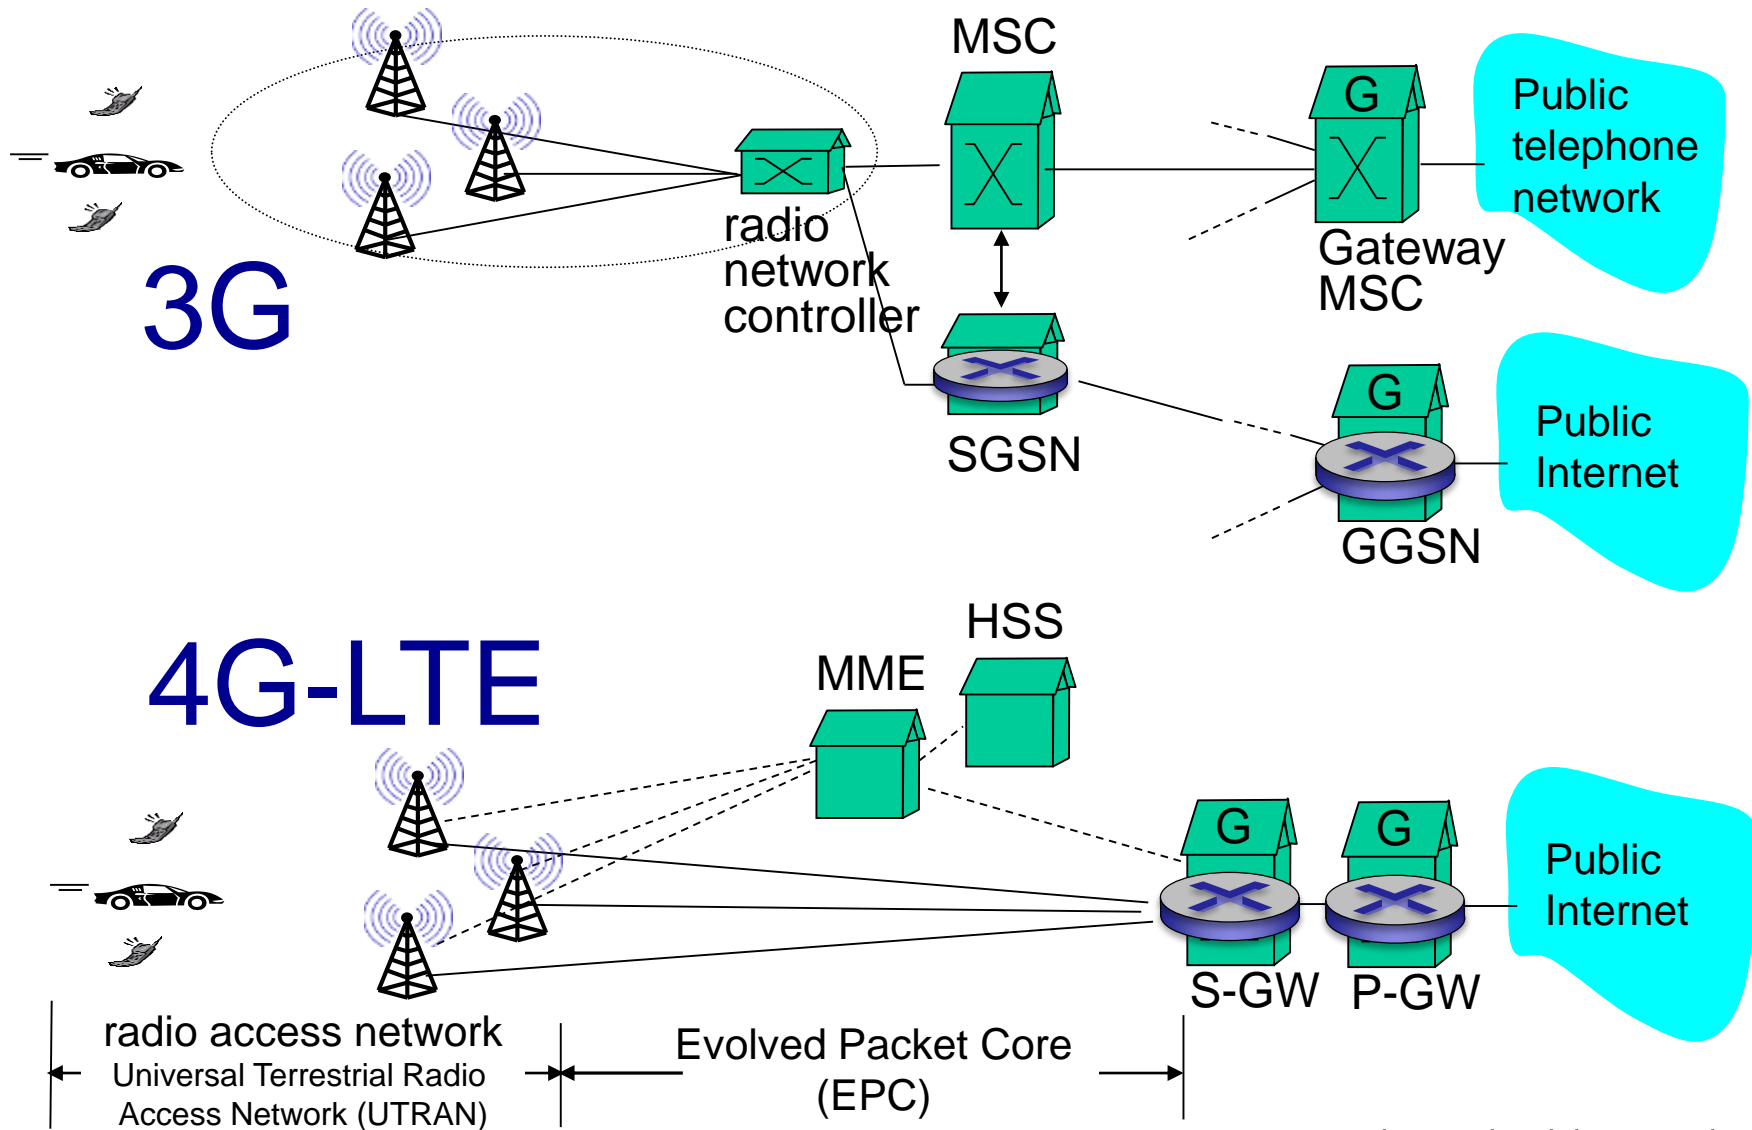 MSC
G
Public
telephone
network
radio
network
controller
Gateway
MSC
3G
G
Public
Internet
SGSN
GGSN
HSS
4G-LTE
MME
G
G
Public
Internet
S-GW
P-GW
radio access network
Universal Terrestrial Radio
Access Network (UTRAN)
Evolved Packet Core
(EPC)